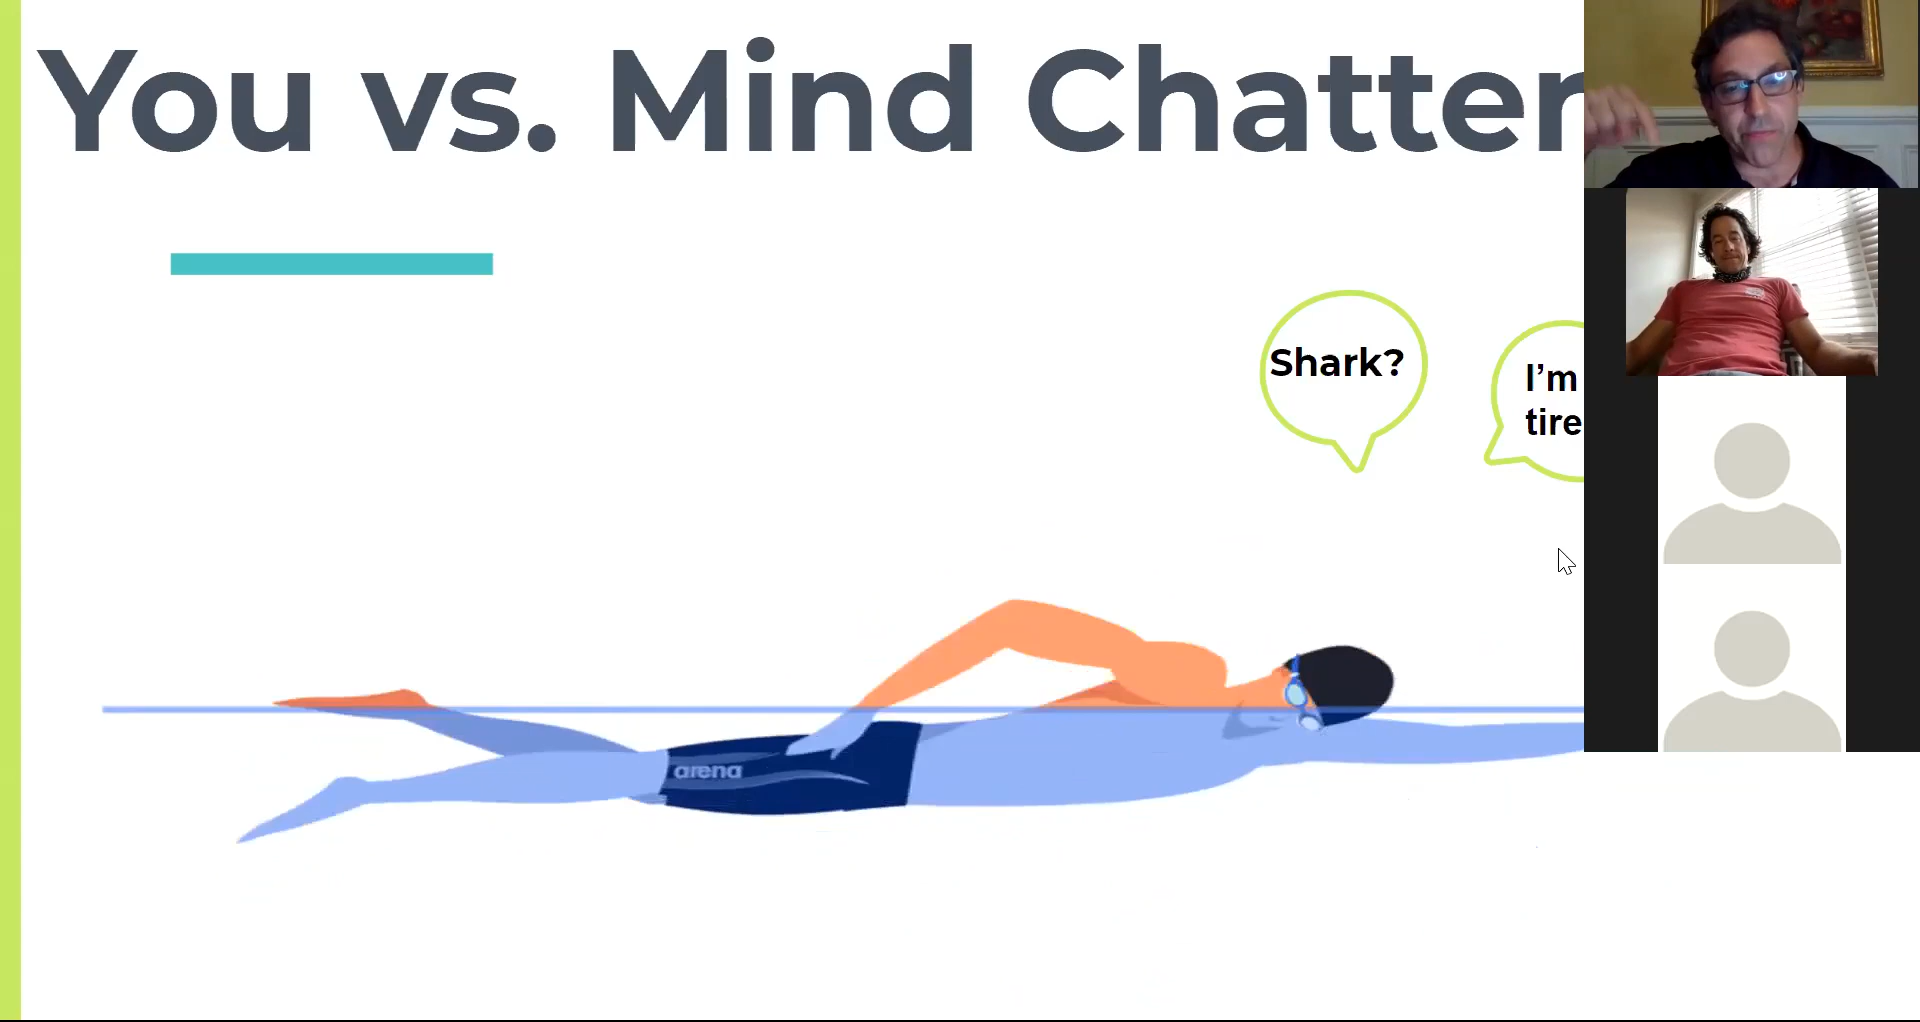 You vs. Mind Chatter
Shark?
I’m
tire
arena